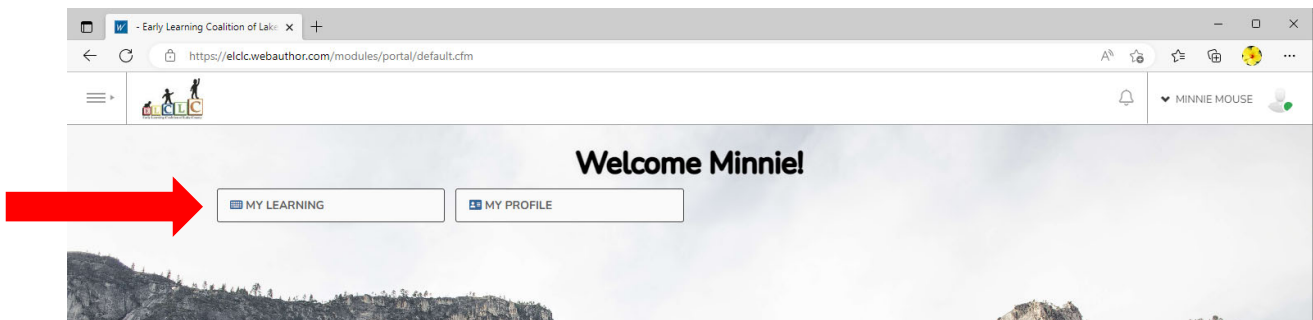 - Early Learning Coalition of Lake
https://elclc.webauthor.com/modules/portal/default.cfm
ELCLC
MINNIE MOUSE
Welcome Minnie!
MY LEARNING
MY PROFILE